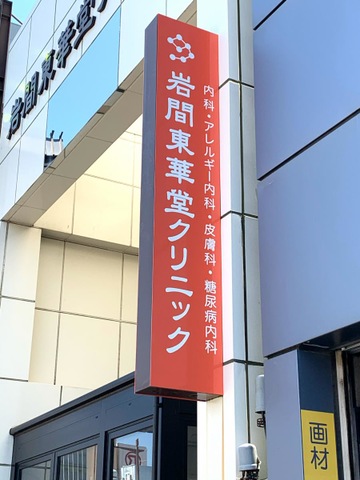 岩間東華堂クリニック
内科・アレルギー内科・皮膚科・糖尿病内科
岩間東華堂
画材